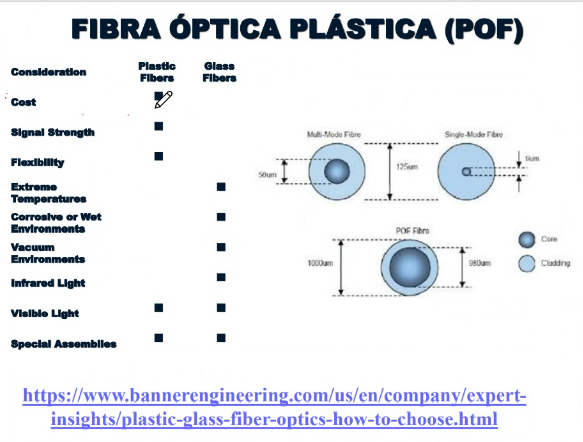 FIBRA ÓPTICA PLÁSTICA (POF)
Consideration Plastic Fibers Glass Fibers
Cost
Signal Strength
Flexibility
Extreme
Temperatures
Corrosive or Wet
Environments
Vacuum
Environments
Infrared Light
Visible Light
Special Assemblies
Multi-Mode Fibre Single-Mode Fibre
50um 125um 9um
POF Fibre
1000um 980um
Core
Cladding
https://www.bannerengineering.com/us/en/company/expert-
insights/plastic-glass-fiber-optics-how-to-choose.html